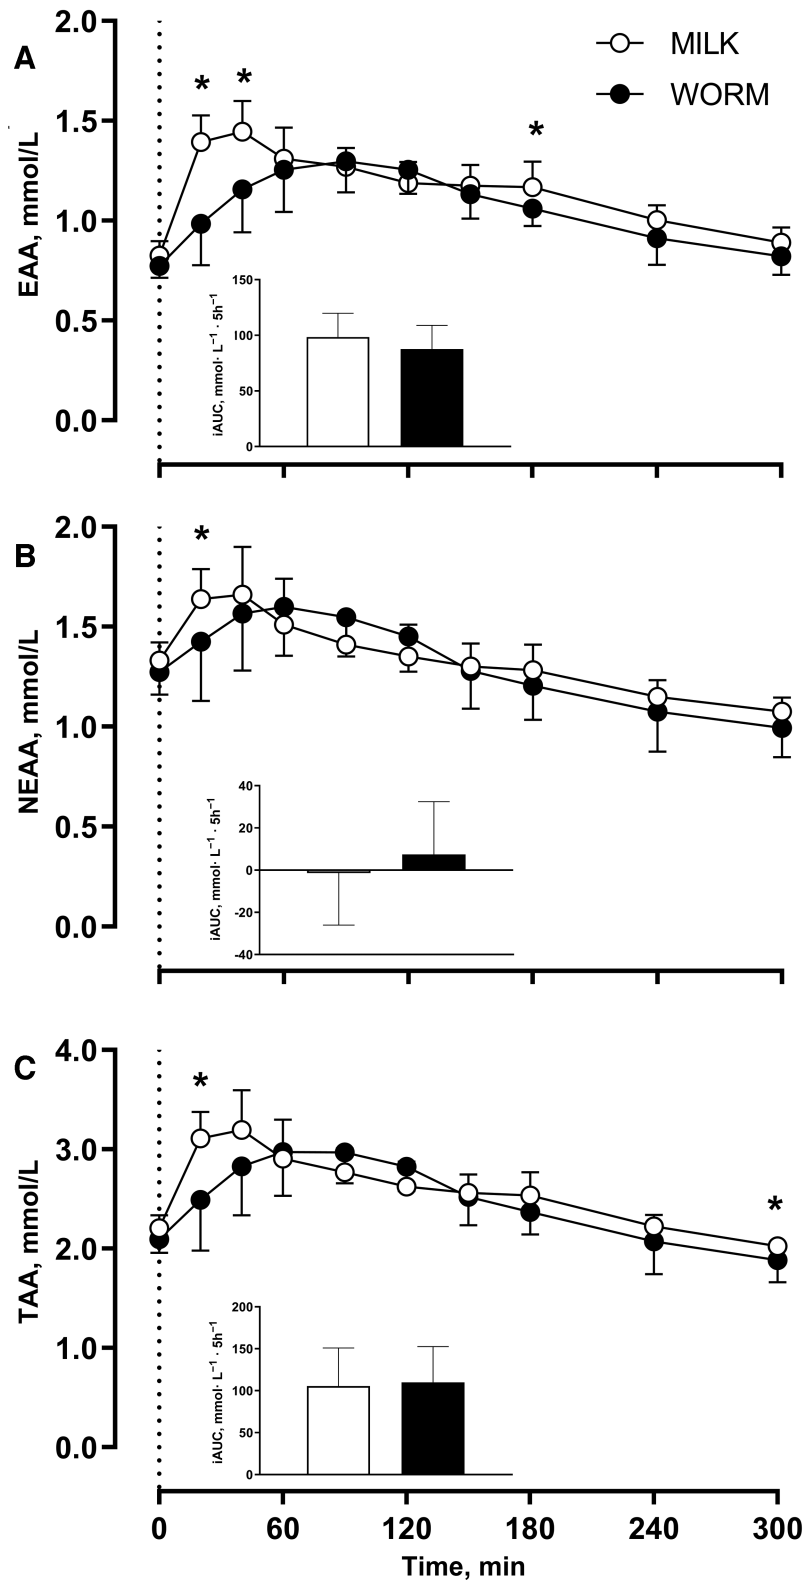 A
2.0
1.5
1.0
0.5
0.0
EAA, mmol/L
MILK
WORM
*
*
*
150
100
50
0
iAUC, mmol· L⁻¹ · 5h⁻¹
B
2.0
1.5
1.0
0.5
0.0
NEAA, mmol/L
*
40
20
0
-20
-40
iAUC, mmol· L⁻¹ · 5h⁻¹
C
4.0
3.0
2.0
1.0
0.0
TAA, mmol/L
*
*
200
150
100
50
0
iAUC, mmol· L⁻¹ · 5h⁻¹
0 60 120 180 240 300
Time, min